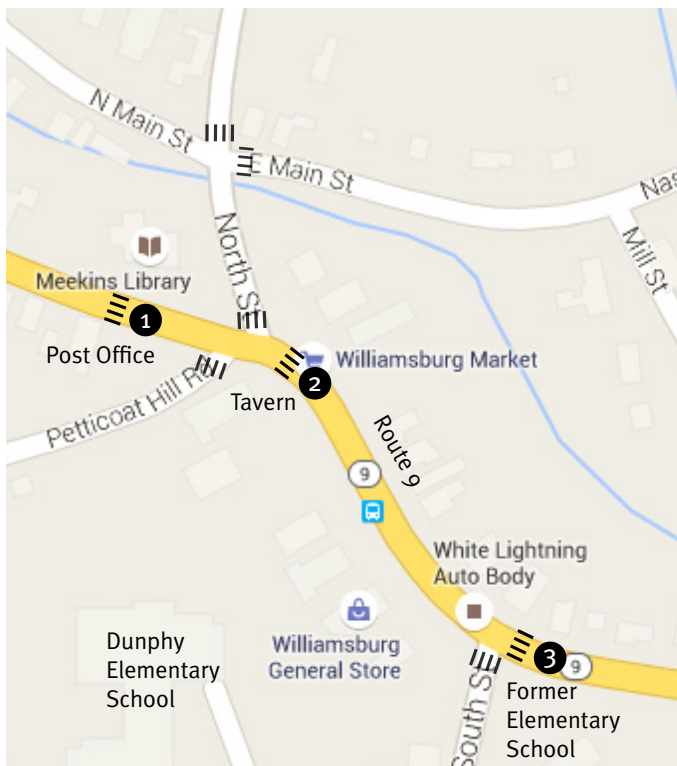 N Main St
E Main St
Nas
Mill St
North St
Meekins Library
1
Post Office
Petticoat Hill Rd
Williamsburg Market
2
Tavern
Route 9
9
White Lightning
Auto Body
Williamsburg
General Store
Dunphy
Elementary
School
3
9
South St
Former
Elementary
School